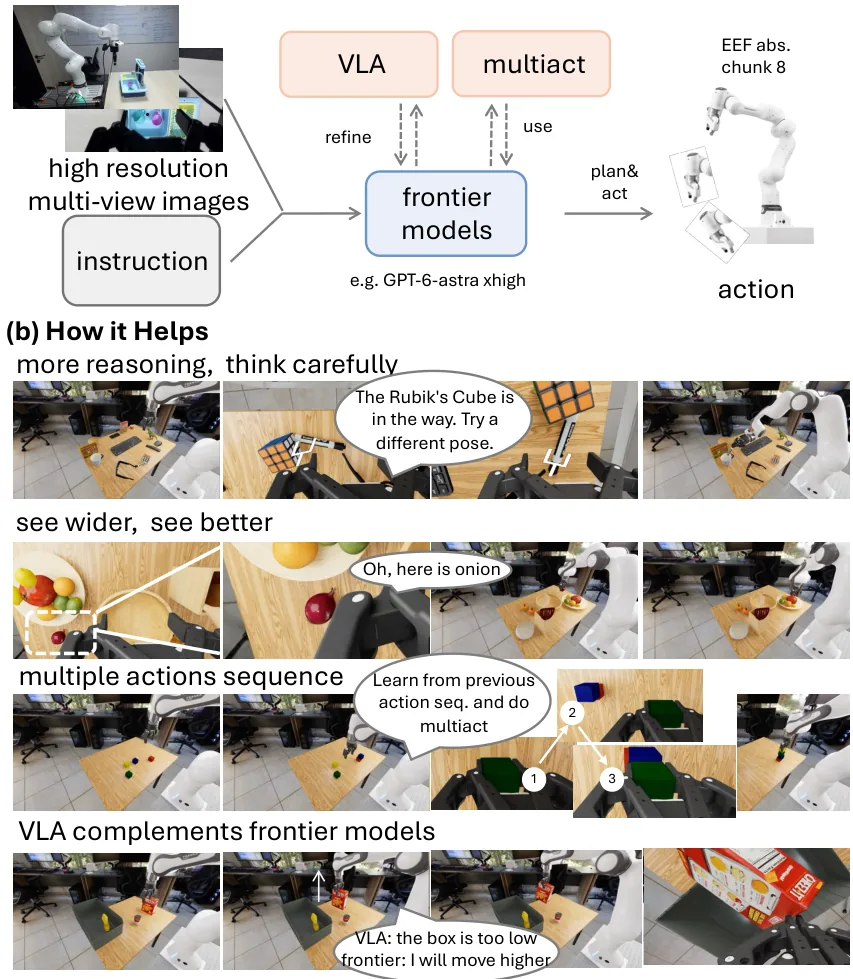 VLA
multiact
EEF abs.
chunk 8
refine
use
high resolution
multi-view images
frontier
models
plan&
act
instruction
e.g. GPT-6-astra xhigh
action
(b) How it Helps
more reasoning, think carefully
The Rubik's Cube is
in the way. Try a
different pose.
see wider, see better
Oh, here is onion
multiple actions sequence
Learn from previous
action seq. and do
multiact
2
1
3
VLA complements frontier models
CHEEZ-IT
VLA: the box is too low
frontier: I will move higher